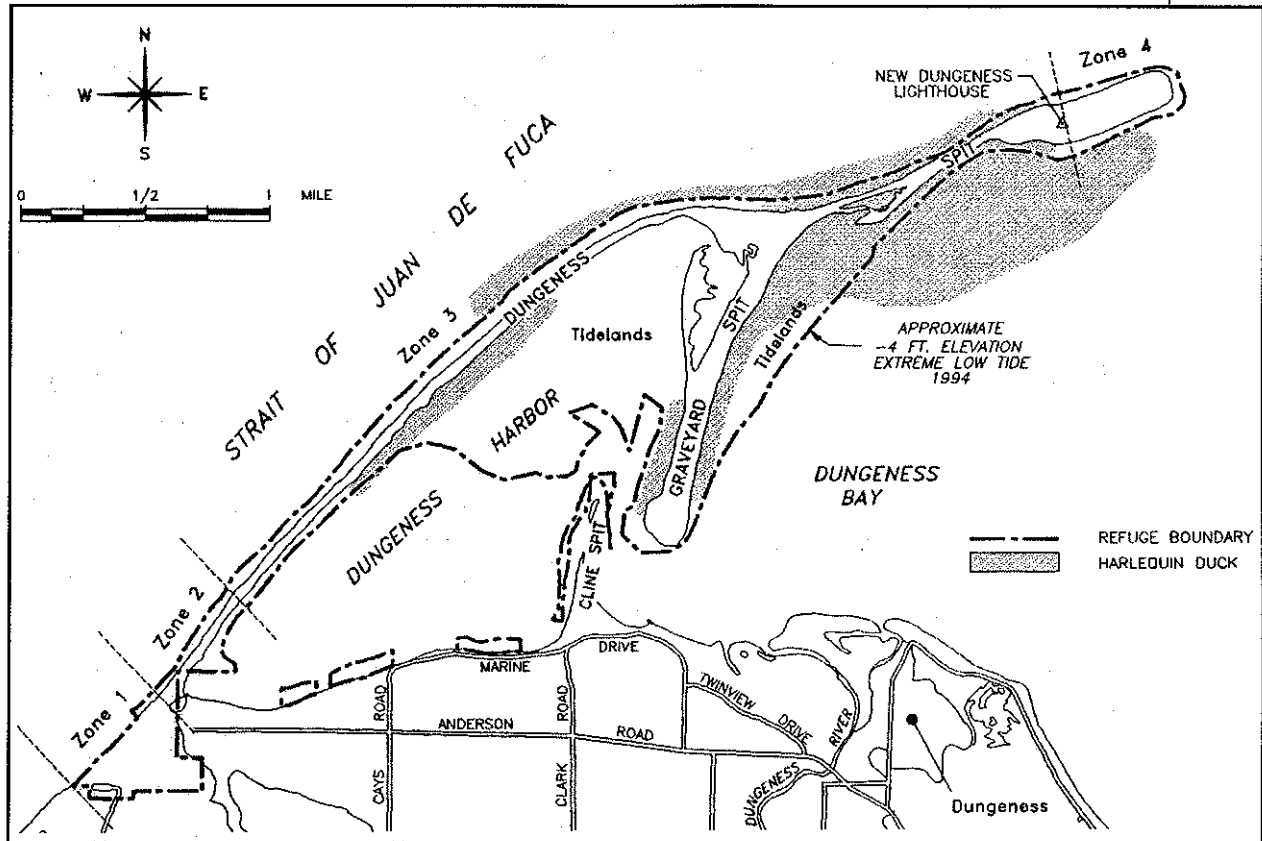 N
W E
S
0 1/2 1 MILE
STRAIT OF JUAN DE FUCA
Zone 4
NEW DUNGENESS
LIGHTHOUSE
SPIT
DUNGENESS
Zone 3
Tidelands
SPIT
GRAVEYARD
Tidelands
APPROXIMATE
-4 FT. ELEVATION
EXTREME LOW TIDE
1994
HARBOR
DUNGENESS
DUNGENESS
BAY
REFUGE BOUNDARY
HARLEQUIN DUCK
CLINE SPIT
Zone 2
Zone 1
MARINE DRIVE
TWINVIEW DRIVE
ANDERSON ROAD
CAYS ROAD
CLARK ROAD
DUNGENESS RIVER
Dungeness